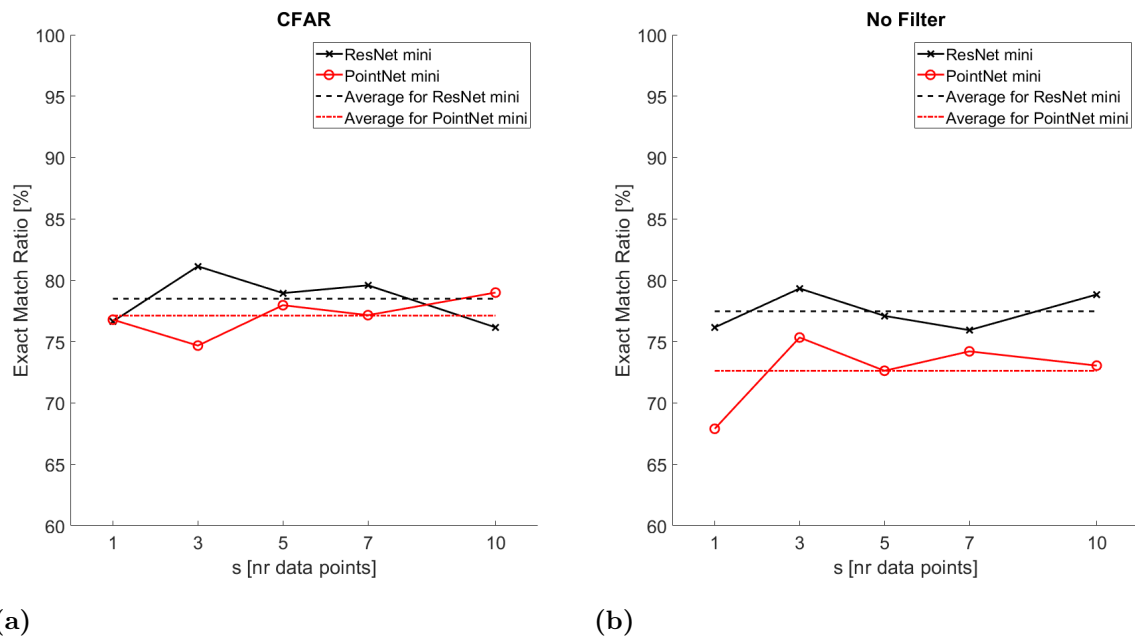 CFAR
100
95
90
85
80
75
70
65
60
Exact Match Ratio [%]
ResNet mini
PointNet mini
Average for ResNet mini
Average for PointNet mini
1 3 5 7 10
s [nr data points]
(a)
No Filter
100
95
90
85
80
75
70
65
60
Exact Match Ratio [%]
ResNet mini
PointNet mini
Average for ResNet mini
Average for PointNet mini
1 3 5 7 10
s [nr data points]
(b)